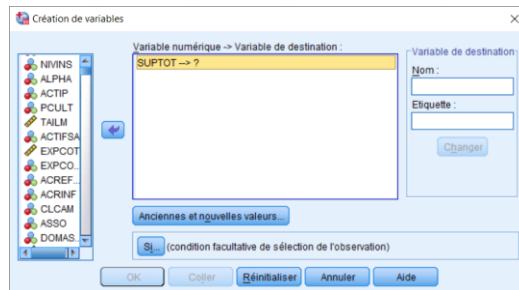 Création de variables
NIVINS
ALPHA
ACTIP
PCULT
TAILM
ACTIFSA
EXPCOT
EXPCO...
ACREF...
ACRINF
CLCAM
ASSO
DOMAS...
Variable numérique -> Variable de destination :
SUPTOT --> ?
Variable de destination
Nom :
Etiquette :
Changer
Anciennes et nouvelles valeurs...
Si... (condition facultative de sélection de l'observation)
OK Coller Réinitialiser Annuler Aide